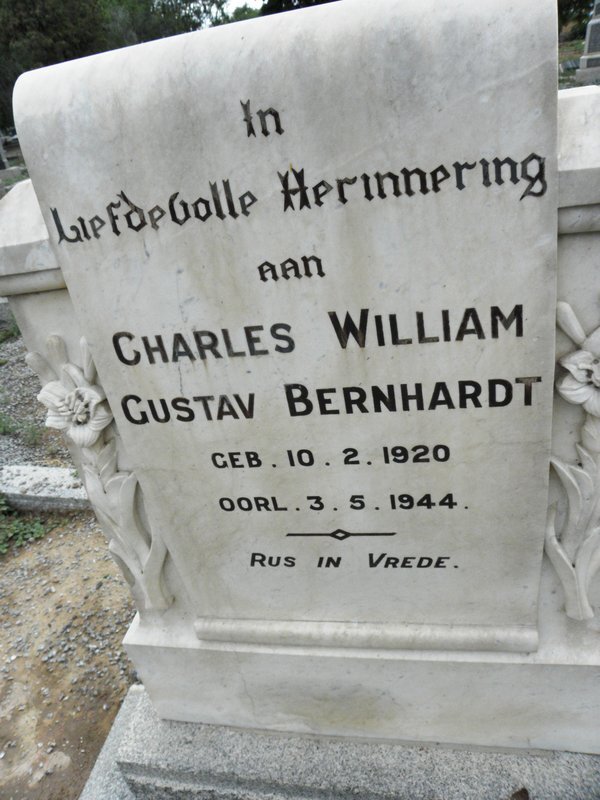 In
Liefdevolle Herinnering
aan
CHARLES WILLIAM
GUSTAV BERNHARDT
GEB. 10. 2. 1920
OORL. 3. 5. 1944.
RUS IN VREDE.